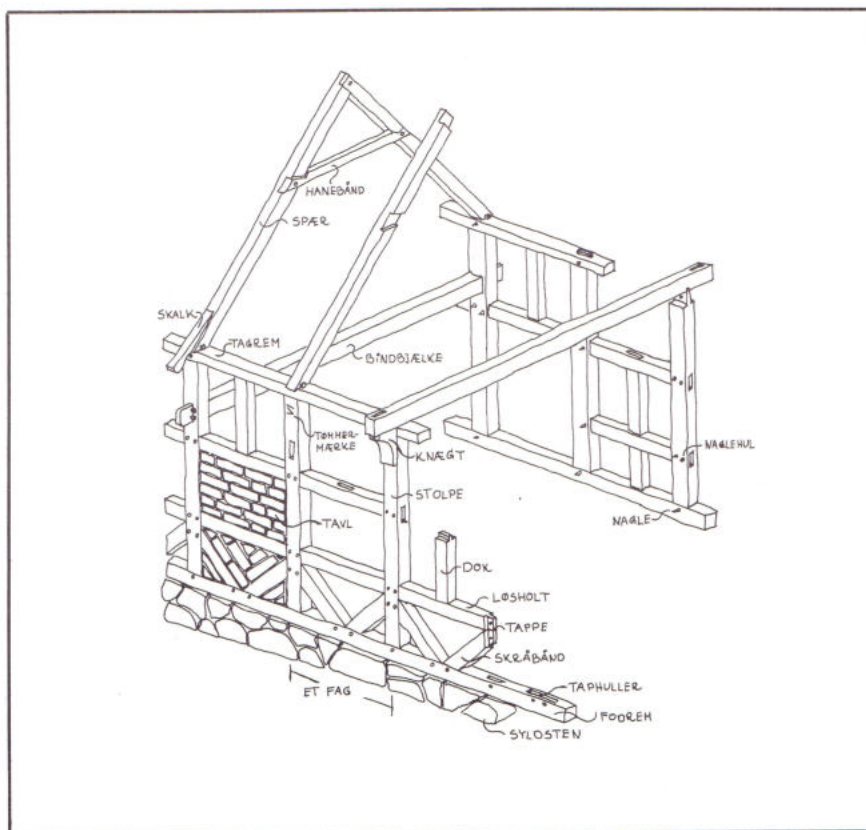 HANEBÅND
SPÆR
SKALK
TAGREM
BINDBJÆLKE
TØMMER-
MÆRKE
KNÆGT
NAGLEHUL
STOLPE
TAVL
NAGLE
DOK
LØSHOLT
TAPPE
SKRÅBÅND
TAPHULLER
ET FAG
FODREM
SYLDSTEN